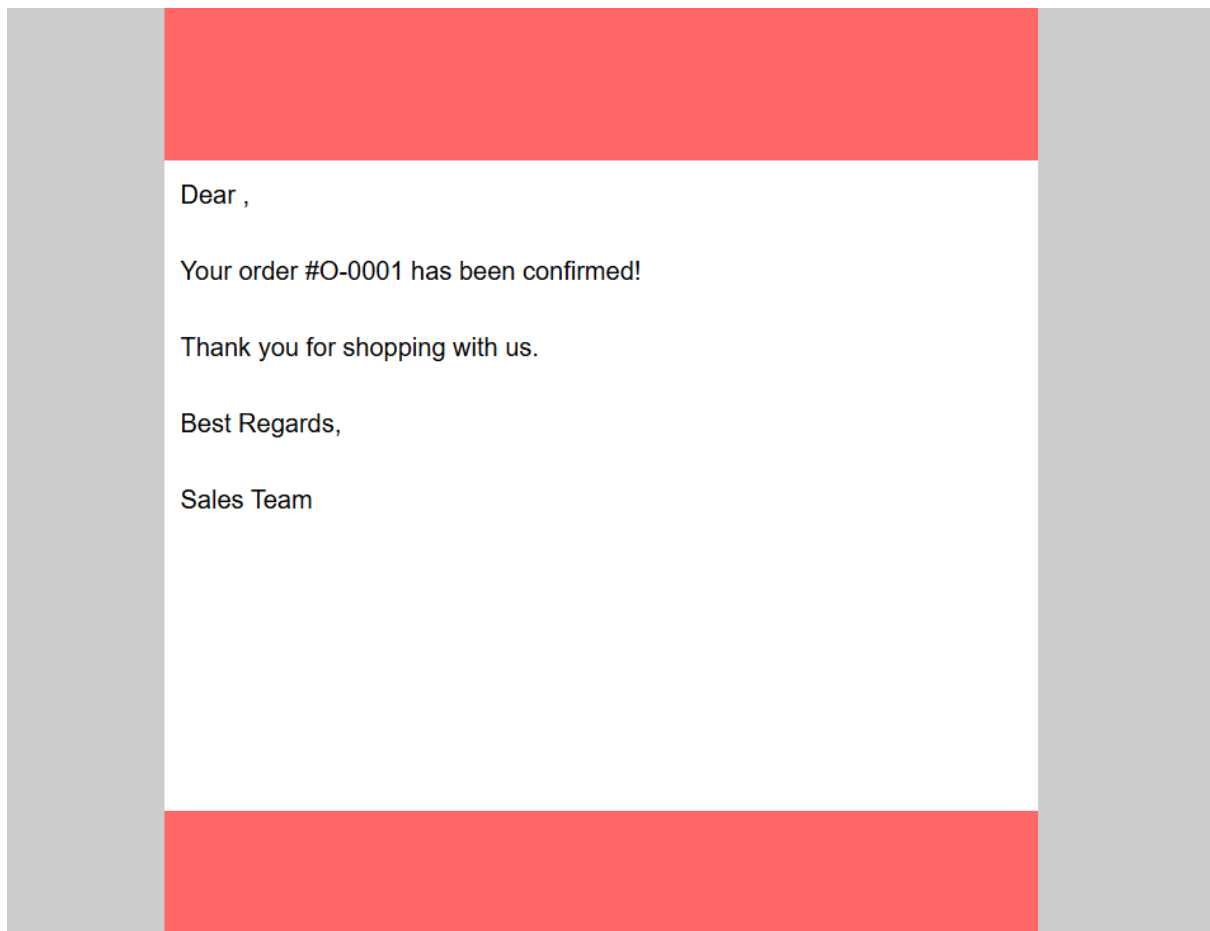 Dear ,
Your order #O-0001 has been confirmed!
Thank you for shopping with us.
Best Regards,
Sales Team